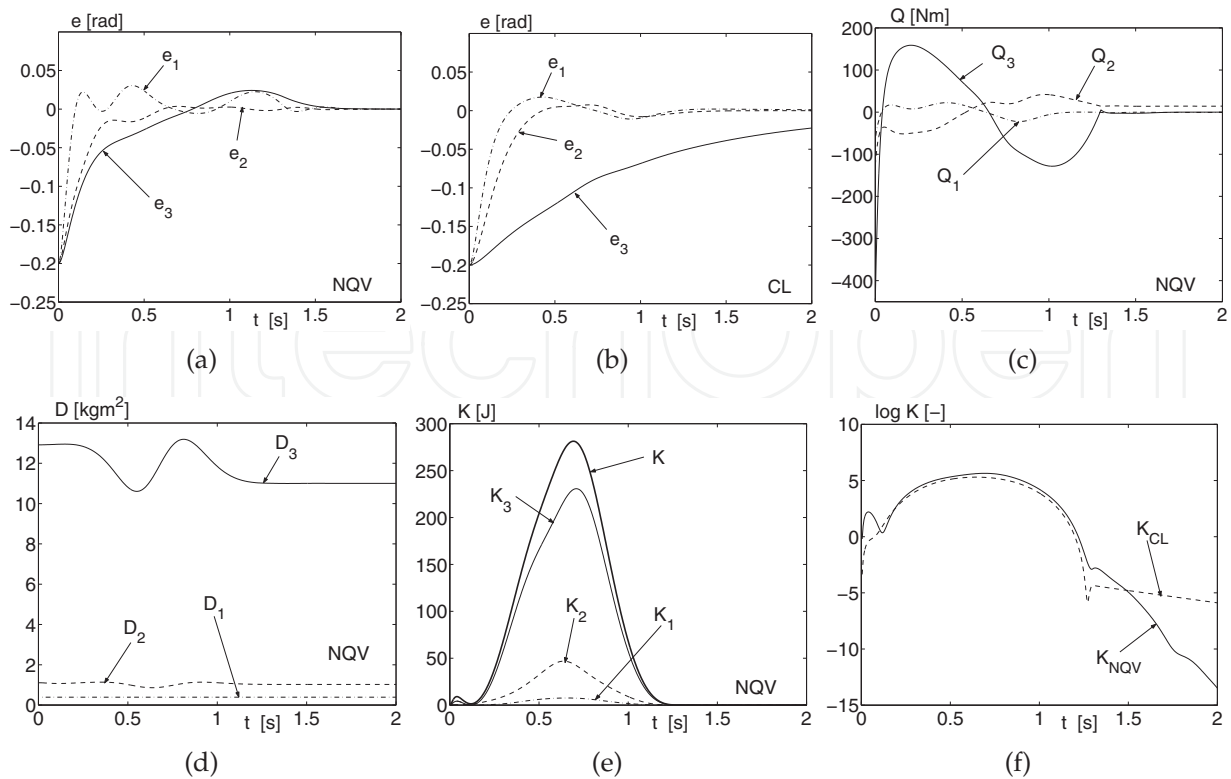 e [rad]
0.05
0
−0.05
−0.1
−0.15
−0.2
−0.25
e1
e2
e3
NQV
0 0.5 1 1.5 2
t [s]
(a)
e [rad]
0.05
0
−0.05
−0.1
−0.15
−0.2
−0.25
e1
e2
e3
CL
0 0.5 1 1.5 2
t [s]
(b)
Q [Nm]
200
100
0
−100
−200
−300
−400
Q3
Q2
Q1
NQV
0 0.5 1 1.5 2
t [s]
(c)
intechopen
D [kgm2]
14
12
10
8
6
4
2
0
D3
D1
D2
NQV
0 0.5 1 1.5 2
t [s]
(d)
K [J]
300
250
200
150
100
50
0
K
K3
K2
K1
NQV
0 0.5 1 1.5 2
t [s]
(e)
log K [−]
10
5
0
−5
−10
−15
KCL
KNQV
0 0.5 1 1.5 2
t [s]
(f)